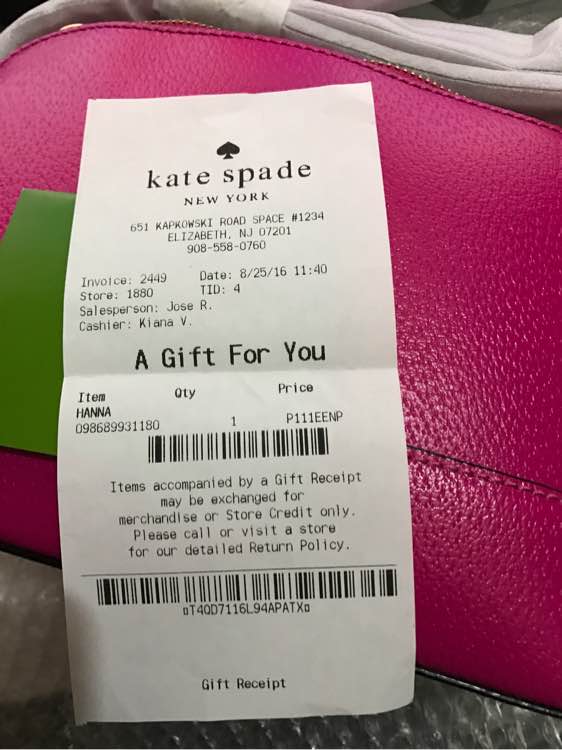 kate spade
NEW YORK
651 KAPKOWSKI ROAD SPACE #1234
ELIZABETH, NJ 07201
908-558-0760
Invoice: 2449 Date: 8/25/16 11:40
Store: 1880 TID: 4
Salesperson: Jose R.
Cashier: Kiana V.
A Gift For You
Item Qty Price
HANNA
098689931180 1 P111EENP
Items accompanied by a Gift Receipt
may be exchanged for
merchandise or Store Credit only.
Please call or visit a store
for our detailed Return Policy.
¤T4QD7116L94APATX¤
Gift Receipt